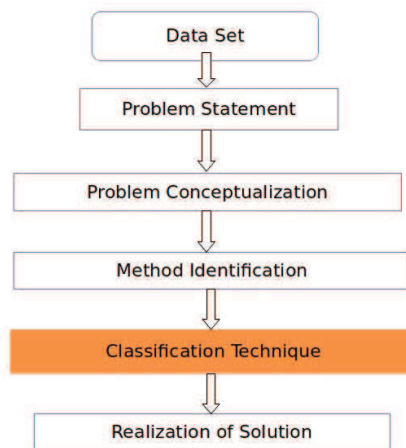 Data Set
Problem Statement
Problem Conceptualization
Method Identification
Classification Technique
Realization of Solution